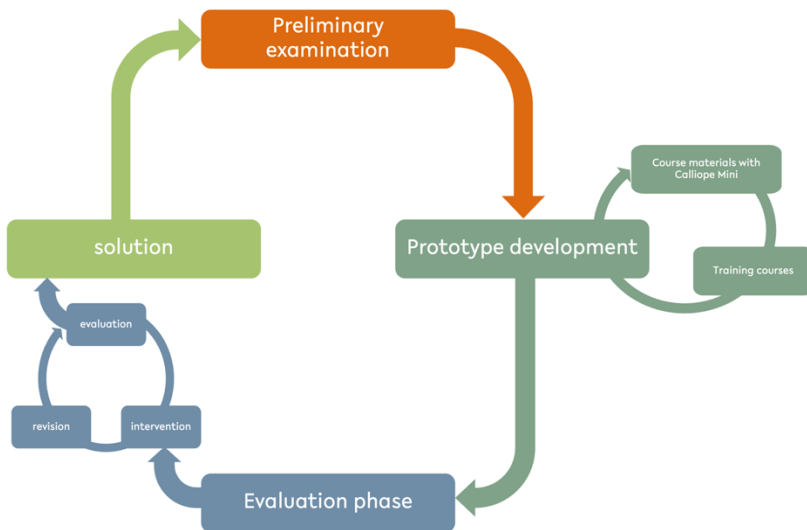 Preliminary
examination
Course materials with
Calliope Mini
solution
Prototype development
Training courses
evaluation
revision
intervention
Evaluation phase